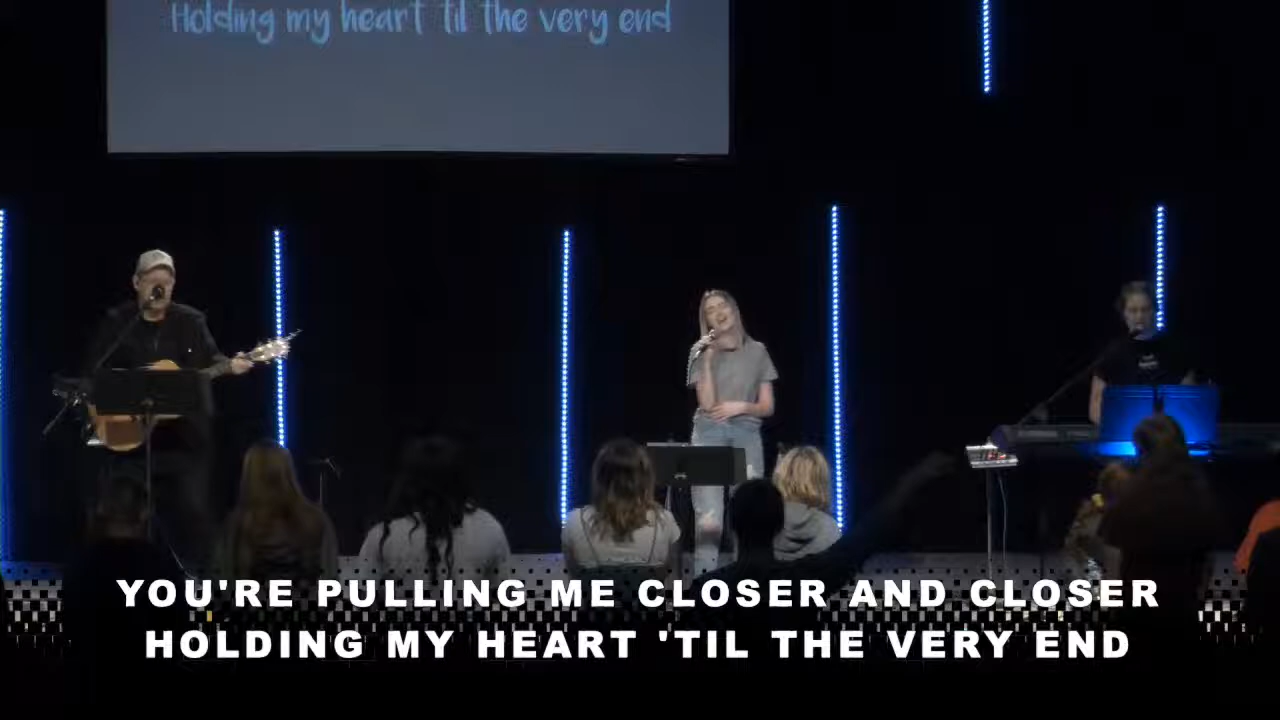 Holding my heart til the very end
YOU'RE PULLING ME CLOSER AND CLOSER
HOLDING MY HEART 'TIL THE VERY END